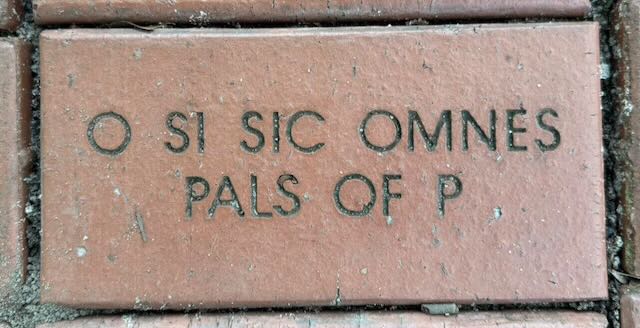 O SI SIC OMNES
PALS OF P